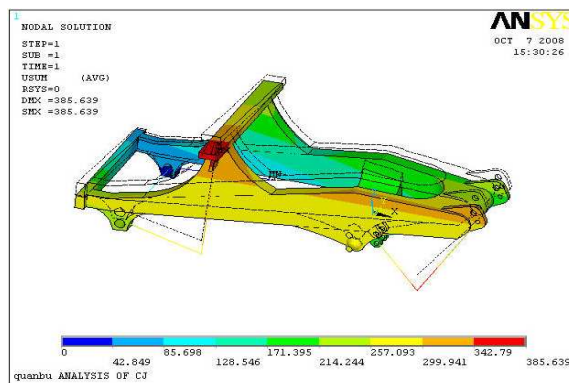 1
NODAL SOLUTION
ANSYS
STEP=1
SUB =1
TIME=1
USUM (AVG)
RSYS=0
DMX =385.639
SMX =385.639
OCT 7 2008
15:30:26
MN
X
0 85.698 171.395 257.093 342.79
42.849 128.546 214.244 299.941 385.639
quanbu ANALYSIS OF CJ